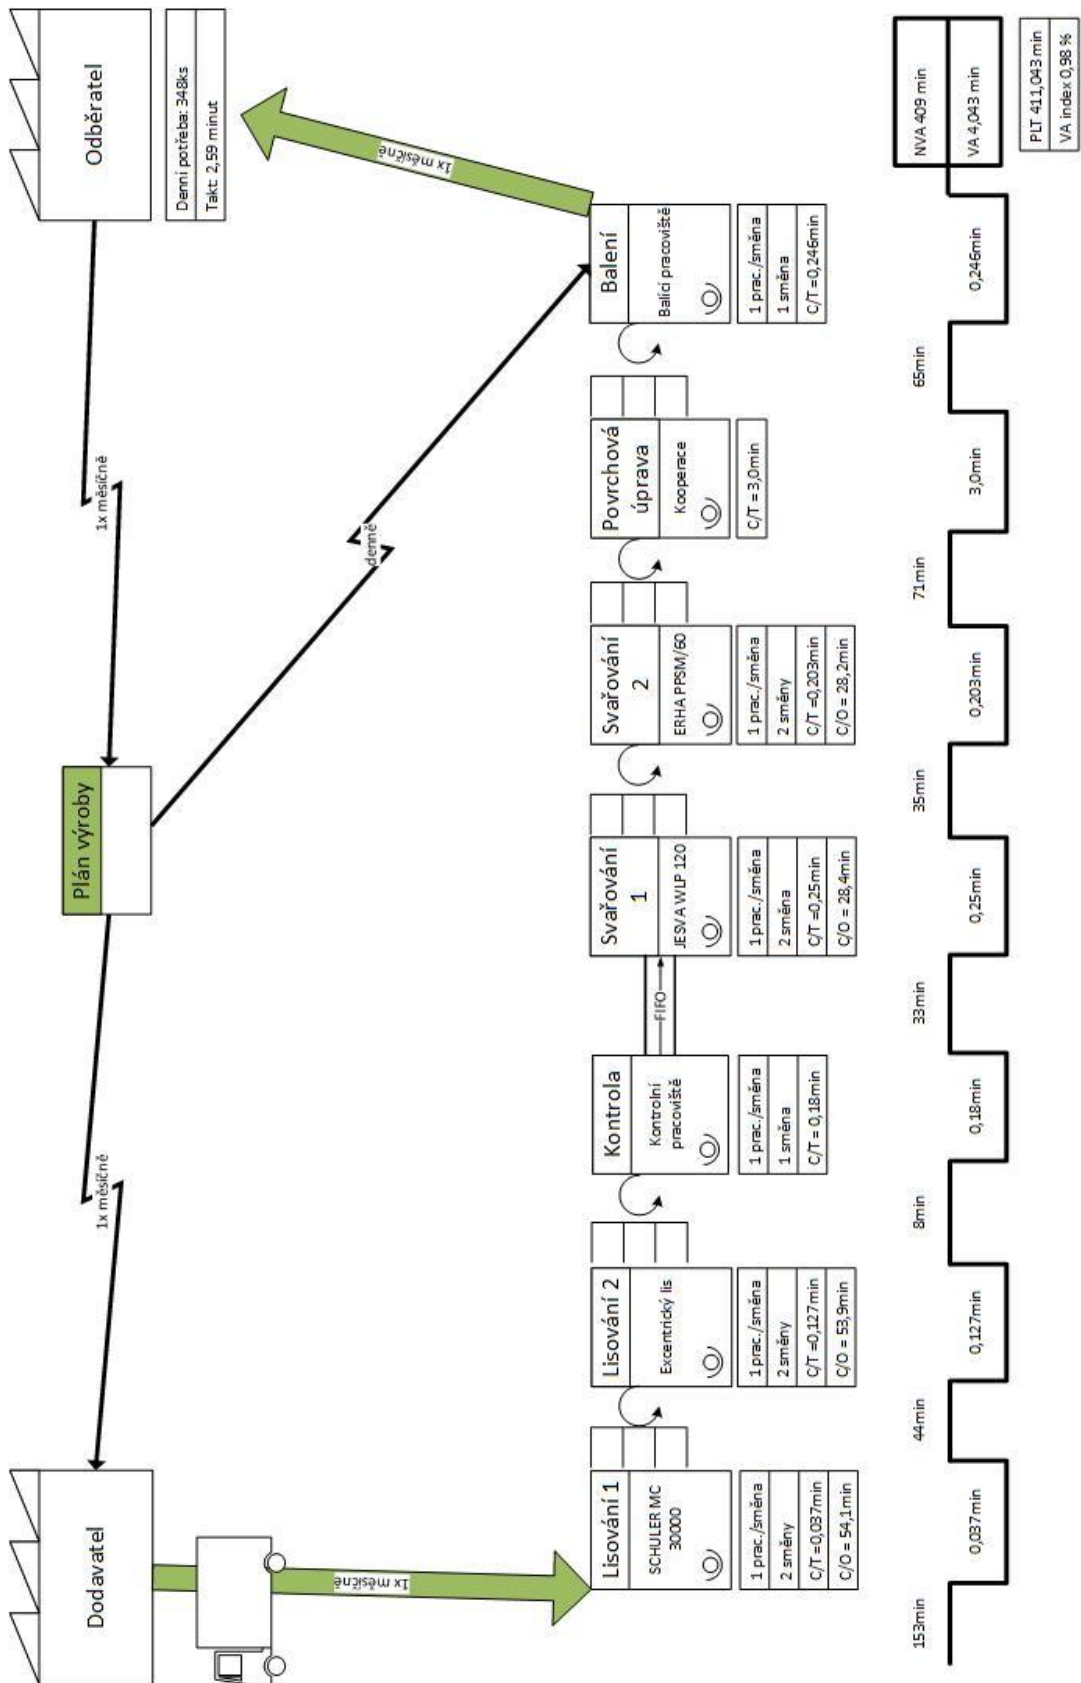 Dodavatel
1x měsíčně
Plán výroby
1x měsíčně
Odběratel
Denní potřeba: 348ks
Takt: 2,59 minut
1x měsíčně
denně
1x měsíčně
Lisování 1
SCHULER MC
30000
1 prac./směna
2 směny
C/T =0,037min
C/O = 54,1min
Lisování 2
Excentrický lis
1 prac./směna
2 směny
C/T =0,127min
C/O = 53,9min
Kontrola
Kontrolní
pracoviště
1 prac./směna
1 směna
C/T = 0,18min
FIFO
Svařování
1
JESVA WLP 120
1 prac./směna
2 směna
C/T =0,25min
C/O = 28,4min
Svařování
2
ERHA PPSM/60
1 prac./směna
2 směny
C/T =0,203min
C/O = 28,2min
Povrchová
úprava
Kooperace
C/T = 3,0min
Balení
Balící pracoviště
1 prac./směna
1 směna
C/T =0,246min
153min
0,037min
44min
0,127min
8min
0,18min
33min
0,25min
35min
0,203min
71min
3,0min
65min
0,246min
NVA 409 min
VA 4,043 min
PLT 411,043 min
VA index 0,98 %